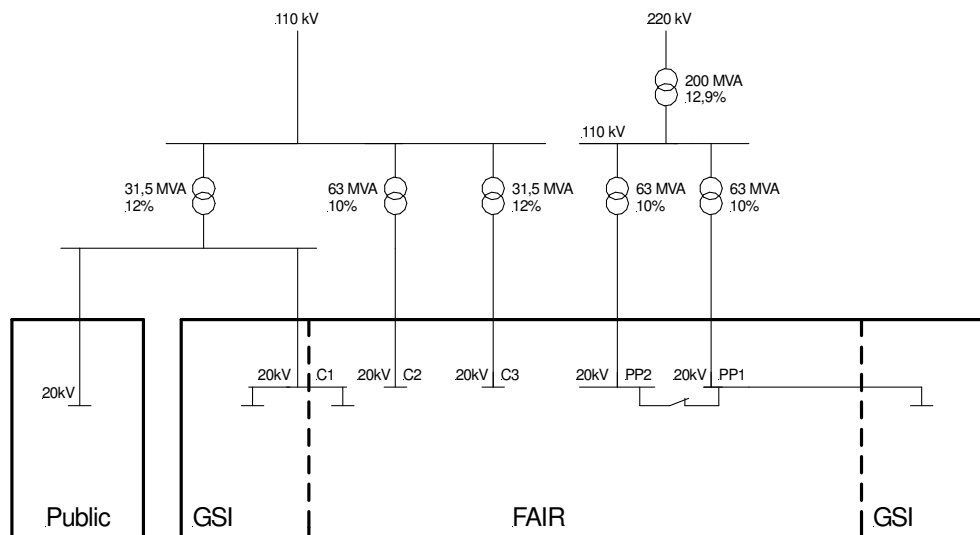 110 kV
220 kV
200 MVA
12,9%
110 kV
31,5 MVA
12%
63 MVA
10%
31,5 MVA
12%
63 MVA
10%
63 MVA
10%
20kV
20kV C1
20kV C2
20kV C3
20kV PP2
20kV PP1
Public
GSI
FAIR
GSI